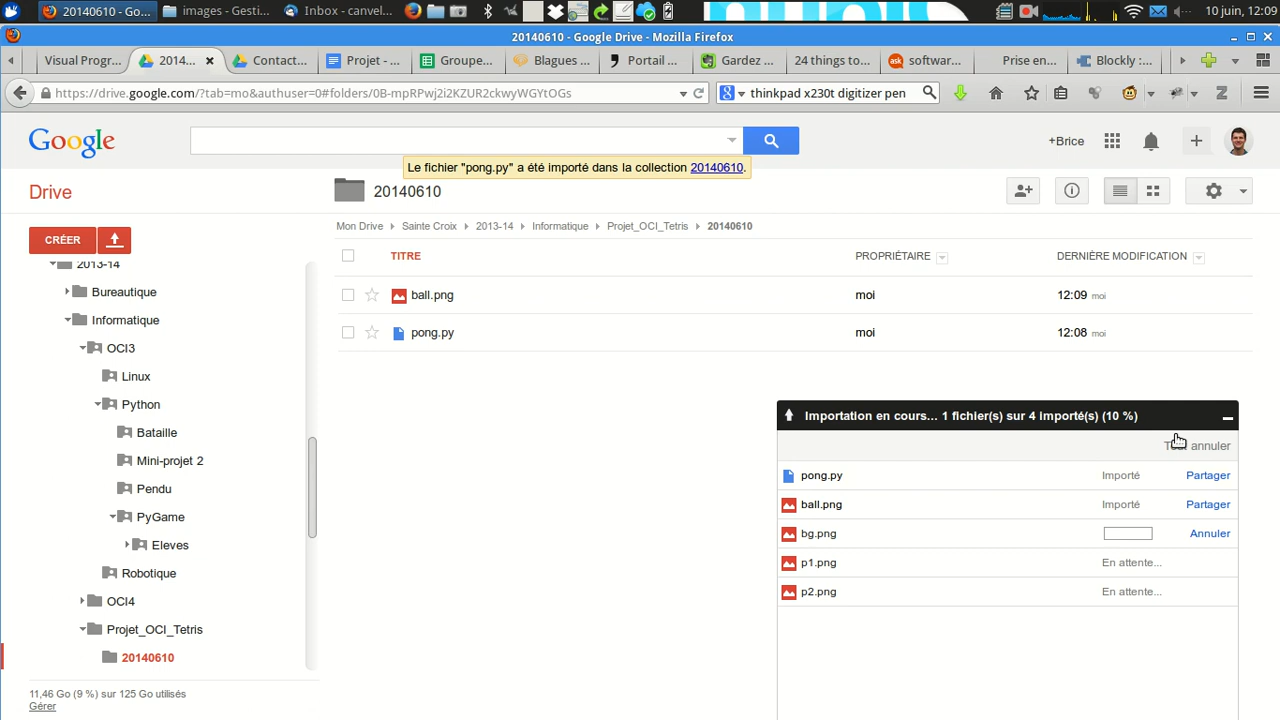 20140610 - Go...
images - Gesti...
Inbox - canvel...
10 juin, 12:09
20140610 - Google Drive - Mozilla Firefox
Visual Progr...
2014...
Contact...
Projet - ...
Groupe...
Blagues ...
Portail ...
Gardez ...
24 things to...
ask
softwar...
Prise en...
Blockly :...
https://drive.google.com/?tab=mo&authuser=0#folders/0B-mpRPwj2i2KZUR2ckwyWGYtOGs
8
thinkpad x230t digitizer pen
Z
Google
+Brice
Le fichier "pong.py" a été importé dans la collection 20140610.
Drive
20140610
CRÉER
Mon Drive
Sainte Croix
2013-14
Informatique
Projet_OCI_Tetris
20140610
TITRE
PROPRIÉTAIRE
DERNIÈRE MODIFICATION
ball.png
moi
12:09 moi
pong.py
moi
12:08 moi
2013-14
Bureautique
Informatique
OCI3
Linux
Python
Bataille
Mini-projet 2
Pendu
PyGame
Eleves
Robotique
OCI4
Projet_OCI_Tetris
20140610
11,46 Go (9 %) sur 125 Go utilisés
Gérer
Importation en cours... 1 fichier(s) sur 4 importé(s) (10 %)
annuler
pong.py
Importé
Partager
ball.png
Importé
Partager
bg.png
Annuler
p1.png
En attente...
p2.png
En attente...